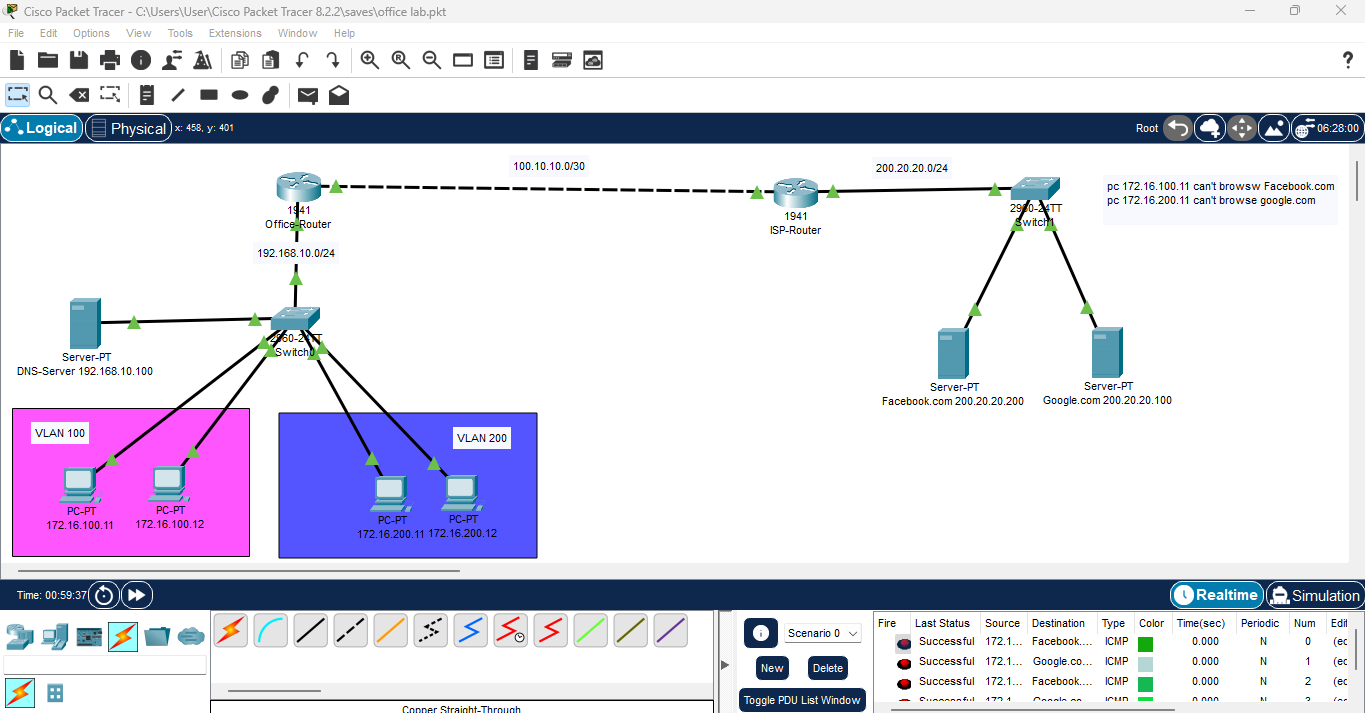 Cisco Packet Tracer - C:\Users\User\Cisco Packet Tracer 8.2.2\saves\office lab.pkt
File Edit Options View Tools Extensions Window Help
?
Logical Physical x: 458, y: 401 Root 06:28:00
100.10.10.0/30
200.20.20.0/24
pc 172.16.100.11 can't browsw Facebook.com
pc 172.16.200.11 can't browse google.com
1941
Office-Router
1941
ISP-Router
2960-24TT
Switch1
192.168.10.0/24
2960-24TT
Switch0
Server-PT
DNS-Server 192.168.10.100
Server-PT
Facebook.com 200.20.20.200
Server-PT
Google.com 200.20.20.100
VLAN 100
PC-PT
172.16.100.11
PC-PT
172.16.100.12
VLAN 200
PC-PT
172.16.200.11
PC-PT
172.16.200.12
Time: 00:59:37 Realtime Simulation
Scenario 0
New Delete
Toggle PDU List Window
Copper Straight-Through
Fire Last Status Source Destination Type Color Time(sec) Periodic Num Edit
Successful 172.1... Facebook.... ICMP 0.000 N 0 (ec
Successful 172.1... Google.co... ICMP 0.000 N 1 (ec
Successful 172.1... Facebook.... ICMP 0.000 N 2 (ec
Successful 172.1... Google.co... ICMP 0.000 N 3 (ec